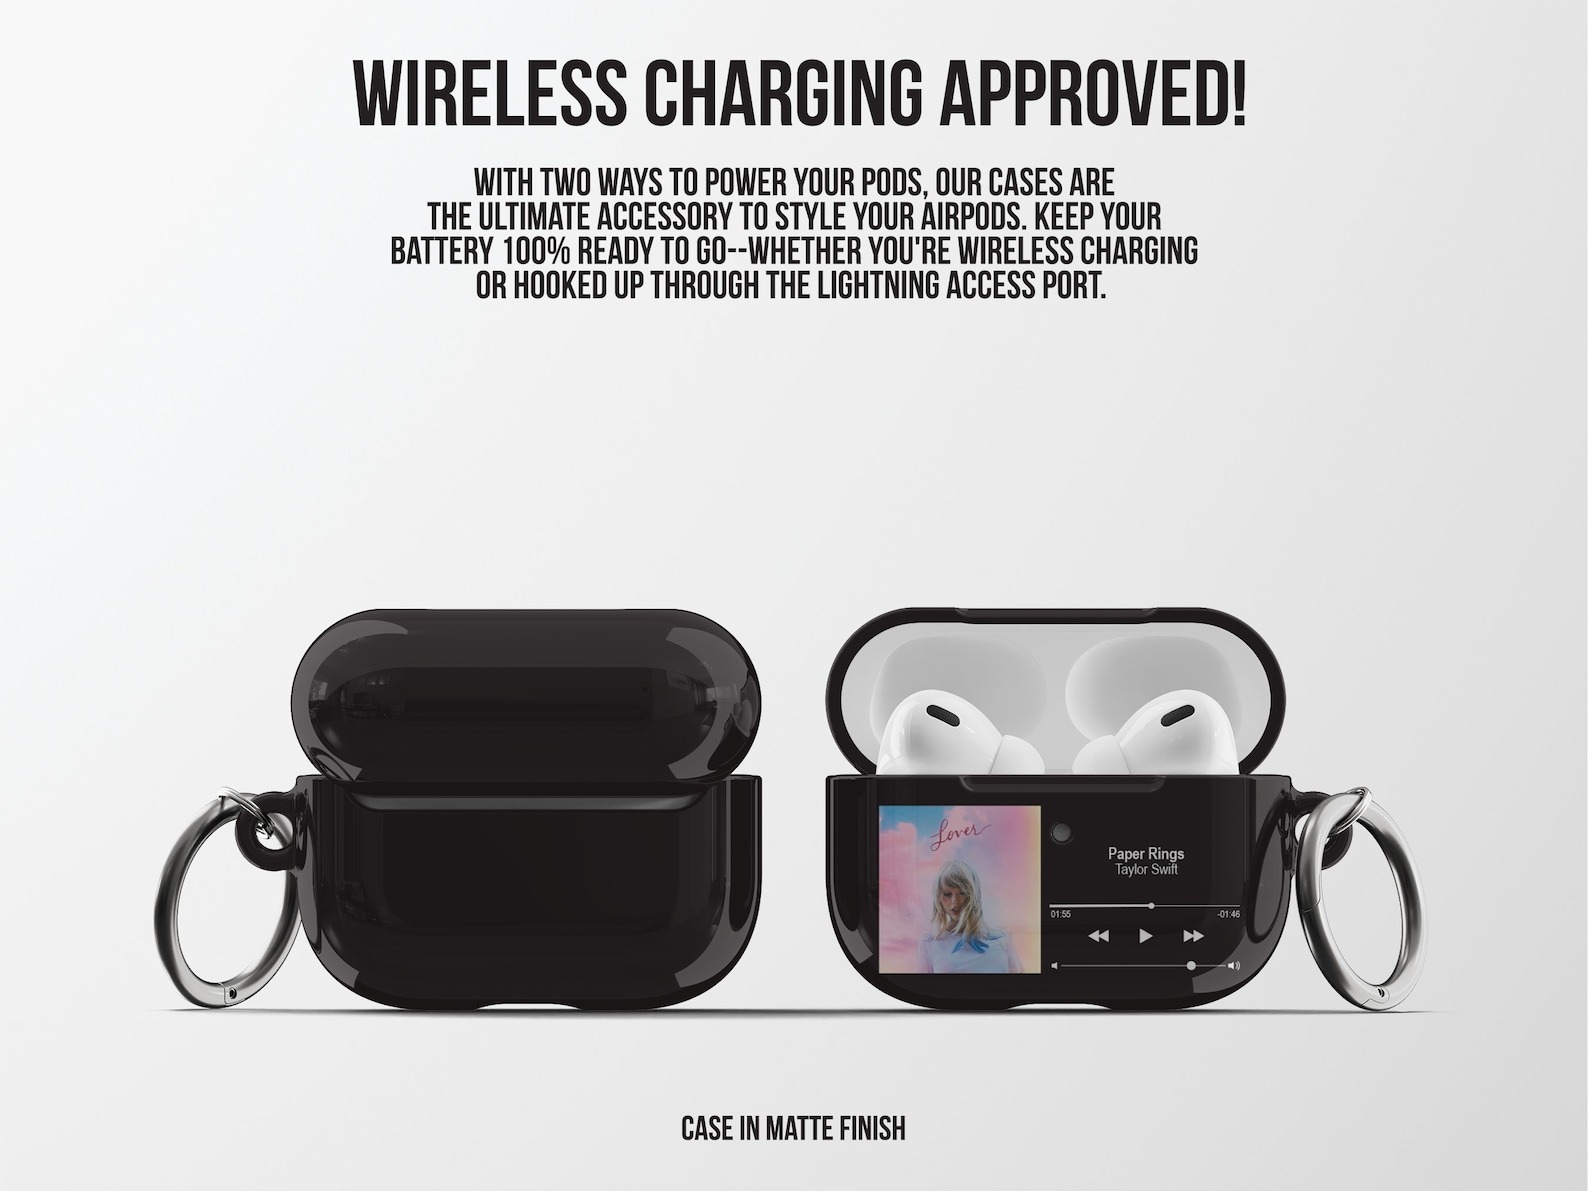 WIRELESS CHARGING APPROVED!
WITH TWO WAYS TO POWER YOUR PODS, OUR CASES ARE
THE ULTIMATE ACCESSORY TO STYLE YOUR AIRPODS. KEEP YOUR
BATTERY 100% READY TO GO--WHETHER YOU'RE WIRELESS CHARGING
OR HOOKED UP THROUGH THE LIGHTNING ACCESS PORT.
Lover
Paper Rings
Taylor Swift
01:55 -01:46
CASE IN MATTE FINISH